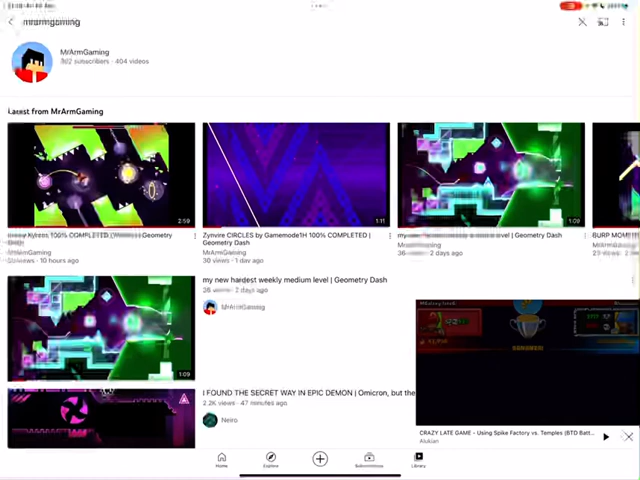 mrarmgaming
MrArmGaming
subscribers · 404 videos
Latest from MrArmGaming
2:59
1:11
1:09
100% COMPLETED | Geometry
10 hours ago
Zynvire CIRCLES by Gamemode1H 100% COMPLETED |
Geometry Dash
MrArmGaming
30 views · 1 day ago
level | Geometry Dash
2 days ago
BURP
my new hardest weekly medium level | Geometry Dash
2 days ago
MrArmGaming
1:09
I FOUND THE SECRET WAY IN EPIC DEMON | Omicron, but the
2.2K views · 47 minutes ago
Neiro
CRAZY LATE GAME - Using Spike Factory vs. Temples (BTD Batt...
Alukian
Home
Explore
Subscriptions
Library